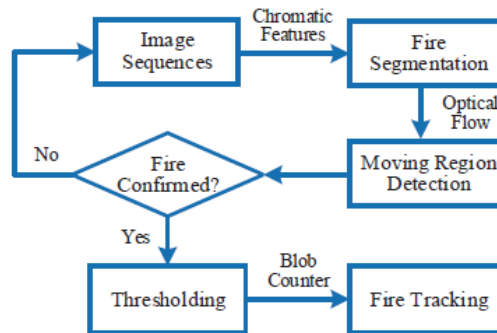 Image
Sequences
Chromatic
Features
Fire
Segmentation
Optical
Flow
Moving Region
Detection
Fire
Confirmed?
No
Yes
Thresholding
Blob
Counter
Fire Tracking